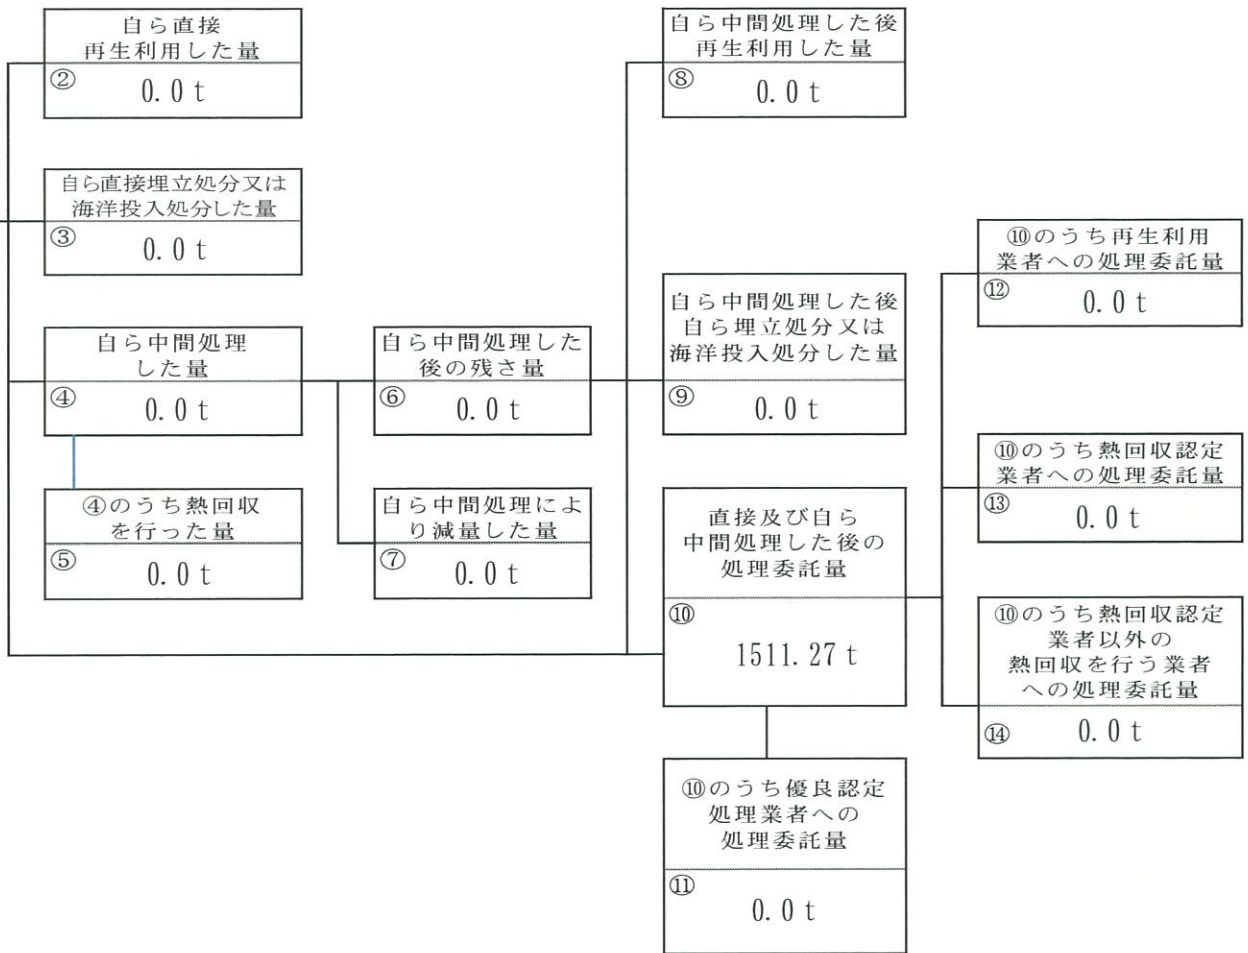 自ら直接
再生利用した量
②
0.0 t
自ら直接埋立処分又は
海洋投入処分した量
③
0.0 t
自ら中間処理
した量
④
0.0 t
④のうち熱回収
を行った量
⑤
0.0 t
自ら中間処理した
後の残さ量
⑥
0.0 t
自ら中間処理によ
り減量した量
⑦
0.0 t
自ら中間処理した後
再生利用した量
⑧
0.0 t
自ら中間処理した後
自ら埋立処分又は
海洋投入処分した量
⑨
0.0 t
直接及び自ら
中間処理した後の
処理委託量
⑩
1511.27 t
⑩のうち優良認定
処理業者への
処理委託量
⑪
0.0 t
⑩のうち再生利用
業者への処理委託量
⑫
0.0 t
⑩のうち熱回収認定
業者への処理委託量
⑬
0.0 t
⑩のうち熱回収認定
業者以外の
熱回収を行う業者
への処理委託量
⑭
0.0 t